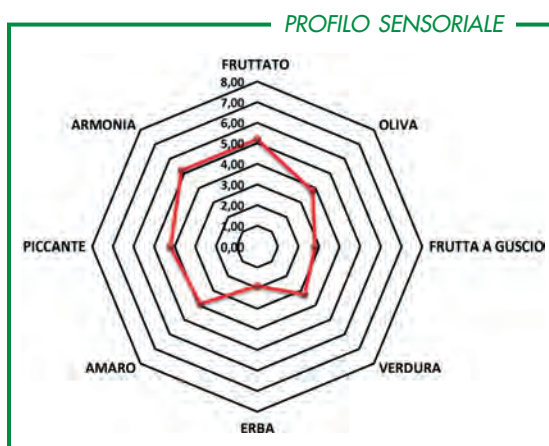 PROFILO SENSORIALE
FRUTTATO
8,00
7,00
6,00
5,00
4,00
3,00
2,00
1,00
0,00
OLIVA
FRUTTA A GUSCIO
VERDURA
ERBA
AMARO
PICCANTE
ARMONIA